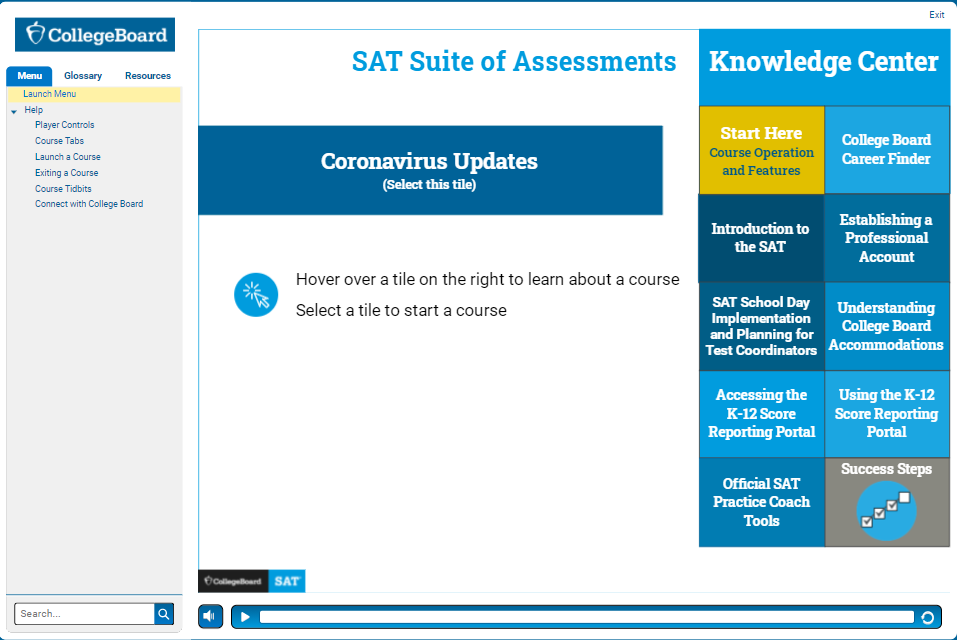 Exit
CollegeBoard
Menu
Glossary
Resources
Launch Menu
Help
Player Controls
Course Tabs
Launch a Course
Exiting a Course
Course Tidbits
Connect with College Board
Search...
SAT Suite of Assessments
Coronavirus Updates
(Select this tile)
Hover over a tile on the right to learn about a course
Select a tile to start a course
CollegeBoard
SAT
Knowledge Center
Start Here
Course Operation
and Features
College Board
Career Finder
Introduction to
the SAT
Establishing a
Professional
Account
SAT School Day
Implementation
and Planning for
Test Coordinators
Understanding
College Board
Accommodations
Accessing the
K-12 Score
Reporting Portal
Using the K-12
Score Reporting
Portal
Official SAT
Practice Coach
Tools
Success Steps